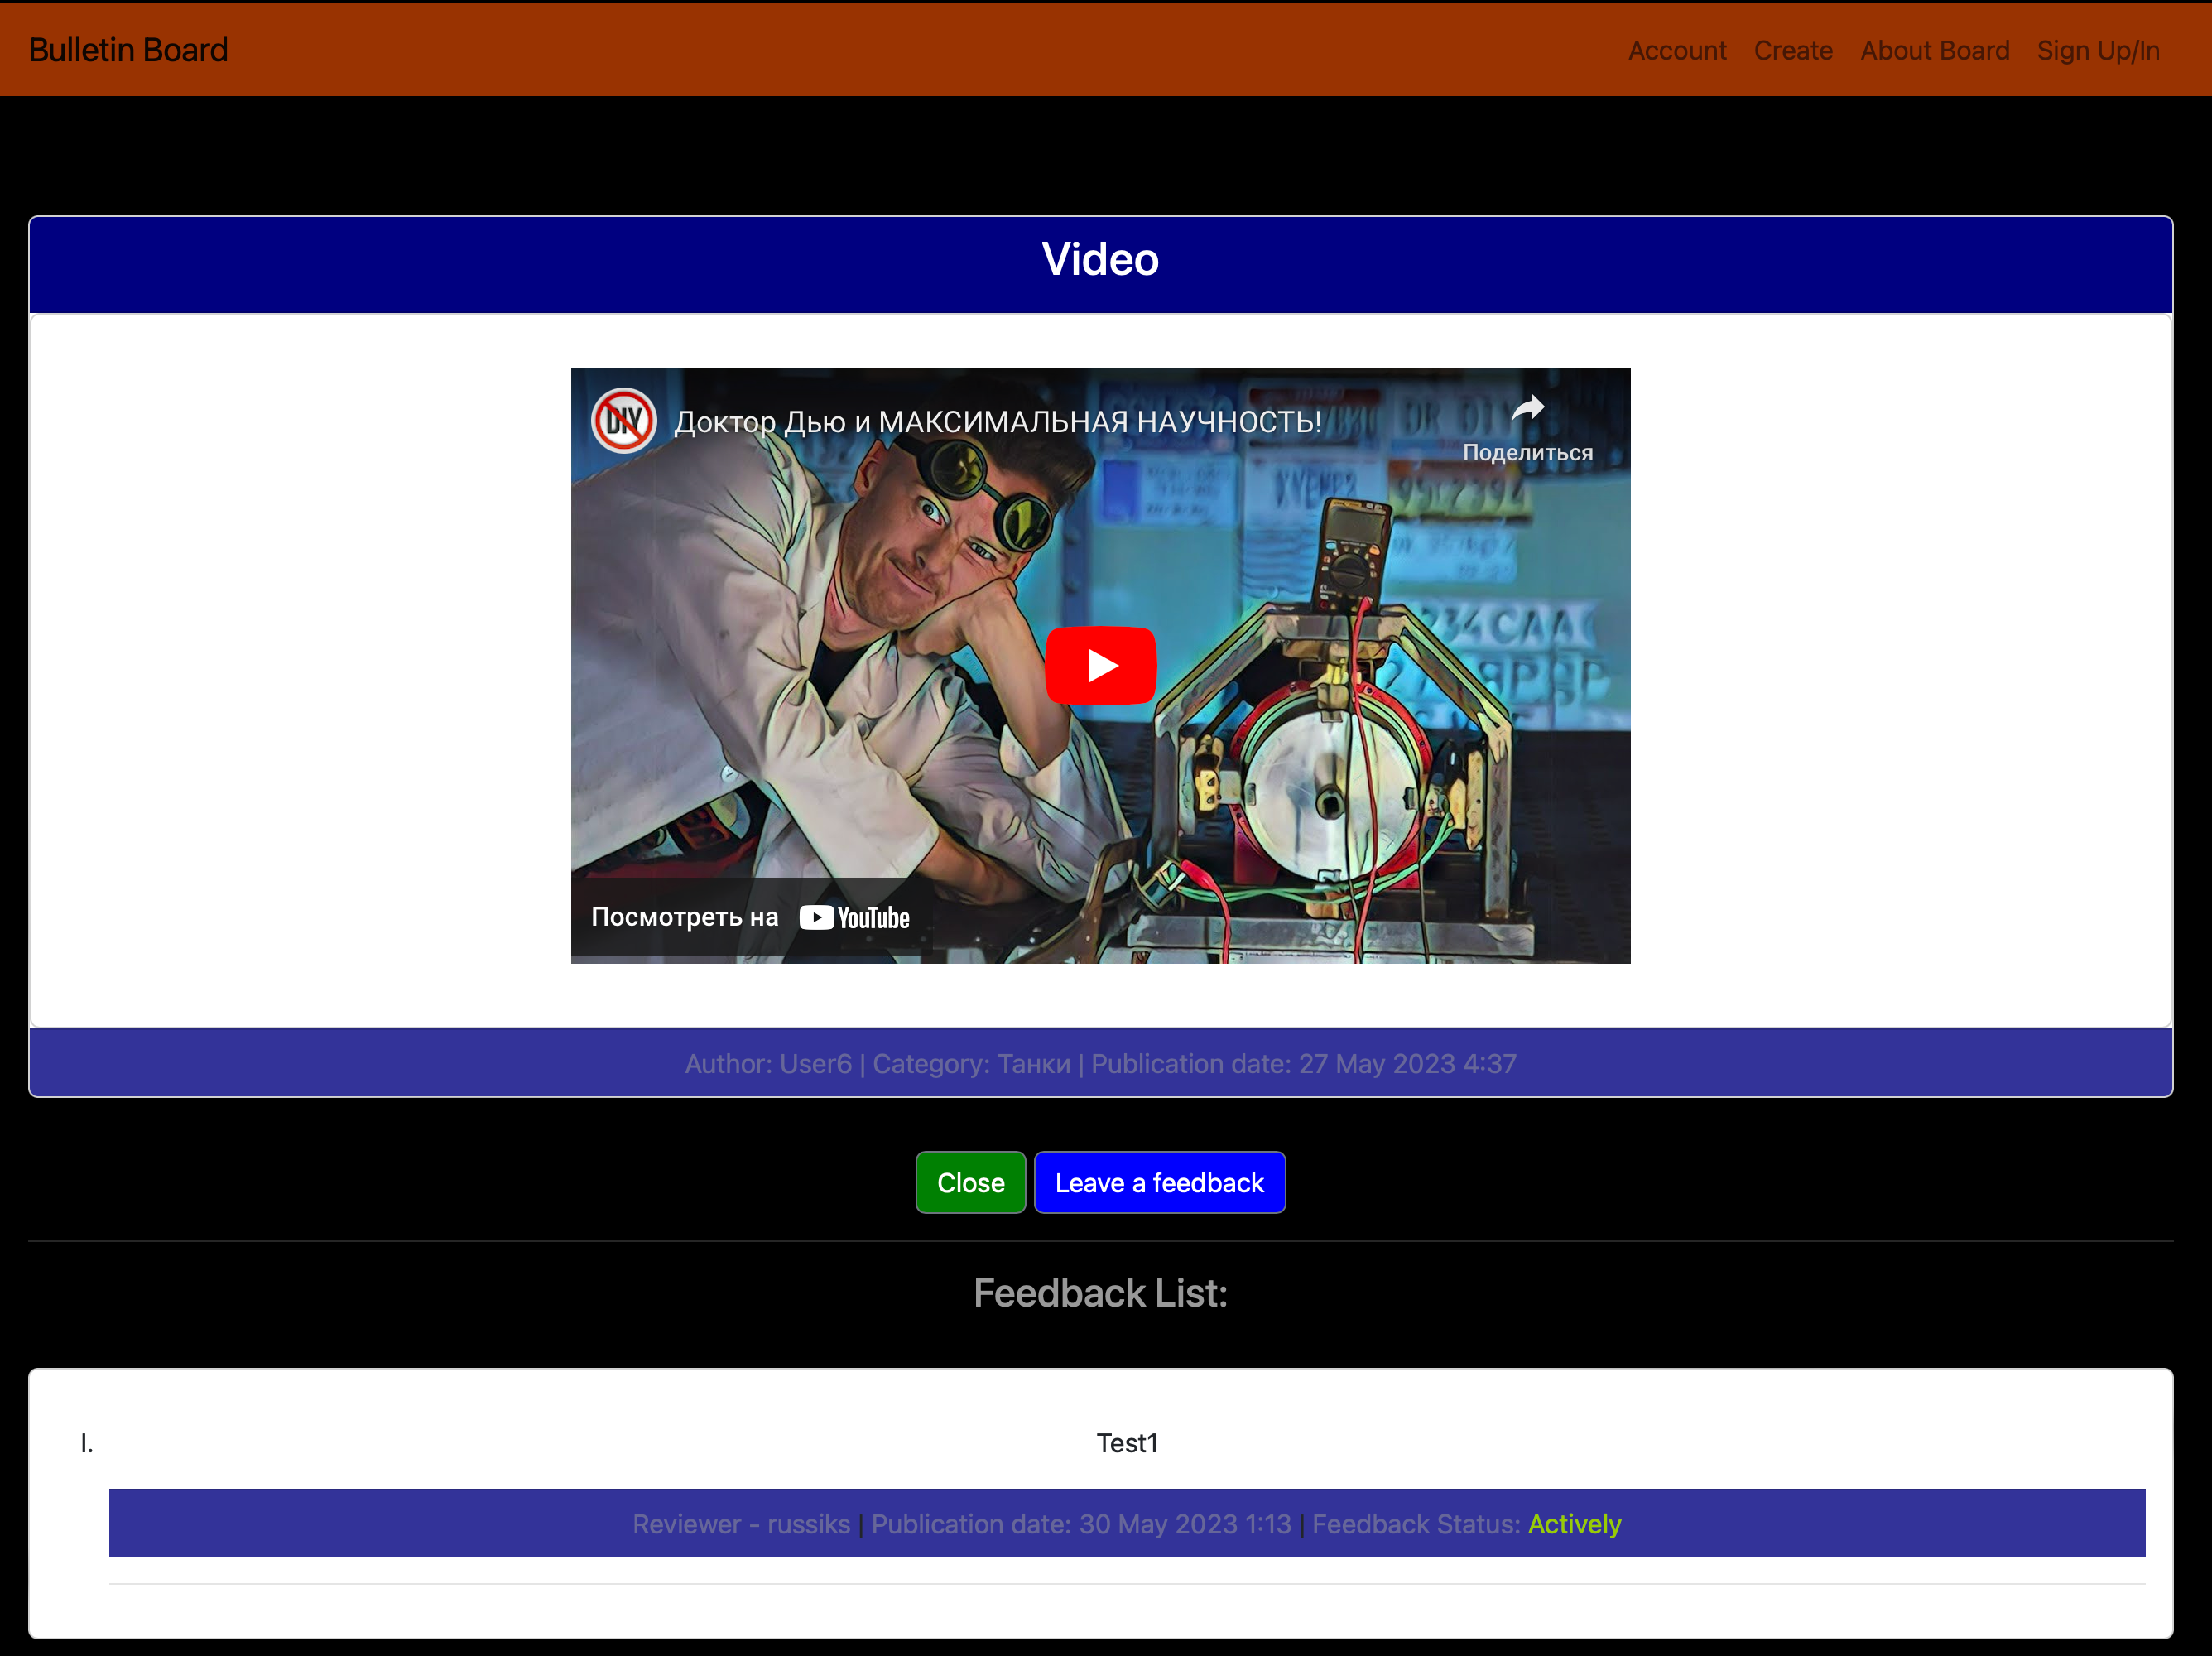 Bulletin Board
Account Create About Board Sign Up/In
Video
DIY
Доктор Дью и МАКСИМАЛЬНАЯ НАУЧНОСТЬ!
Поделиться
Посмотреть на YouTube
Author: User6 | Category: Танки | Publication date: 27 May 2023 4:37
Close
Leave a feedback
Feedback List:
I. Test1
Reviewer - russiks | Publication date: 30 May 2023 1:13 | Feedback Status: Actively